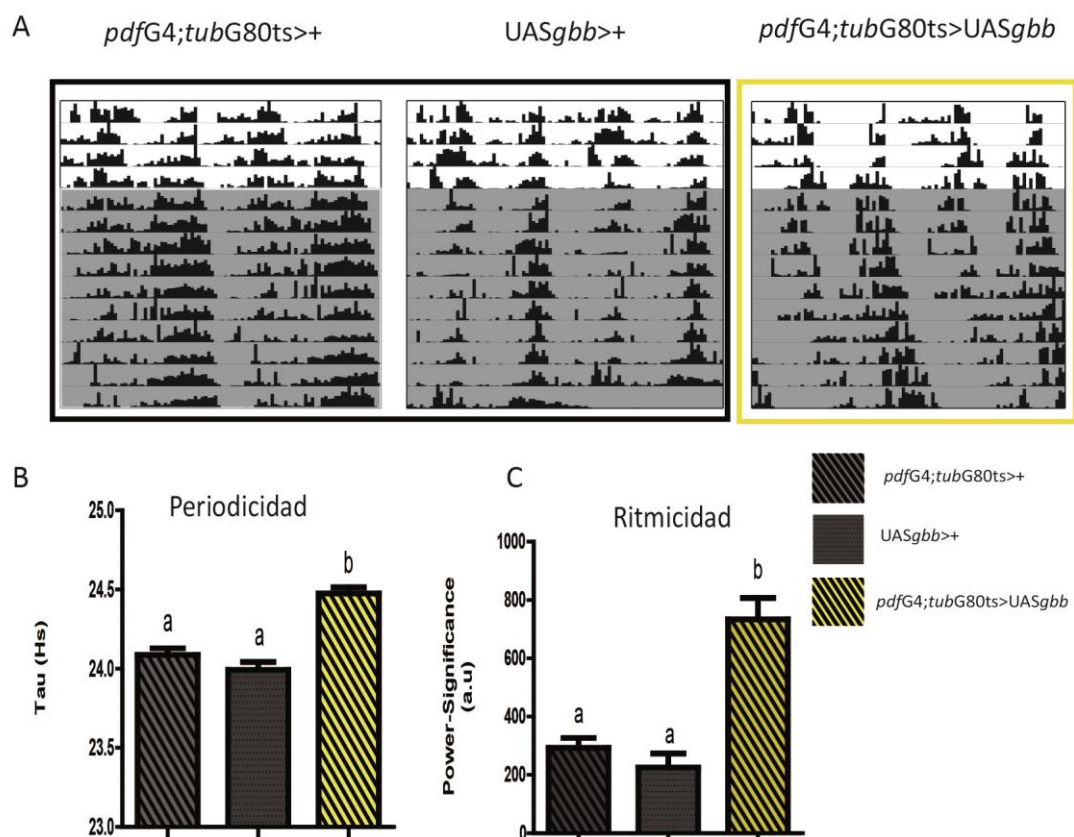 A
pdfG4;tubG80ts>+
UASgbb>+
pdfG4;tubG80ts>UASgbb
B
Periodicidad
Tau (Hs)
25.0
24.5
24.0
23.5
23.0
a
a
b
C
Ritmicidad
Power-Significance
(a.u)
1000
800
600
400
200
0
a
a
b
pdfG4;tubG80ts>+
UASgbb>+
pdfG4;tubG80ts>UASgbb